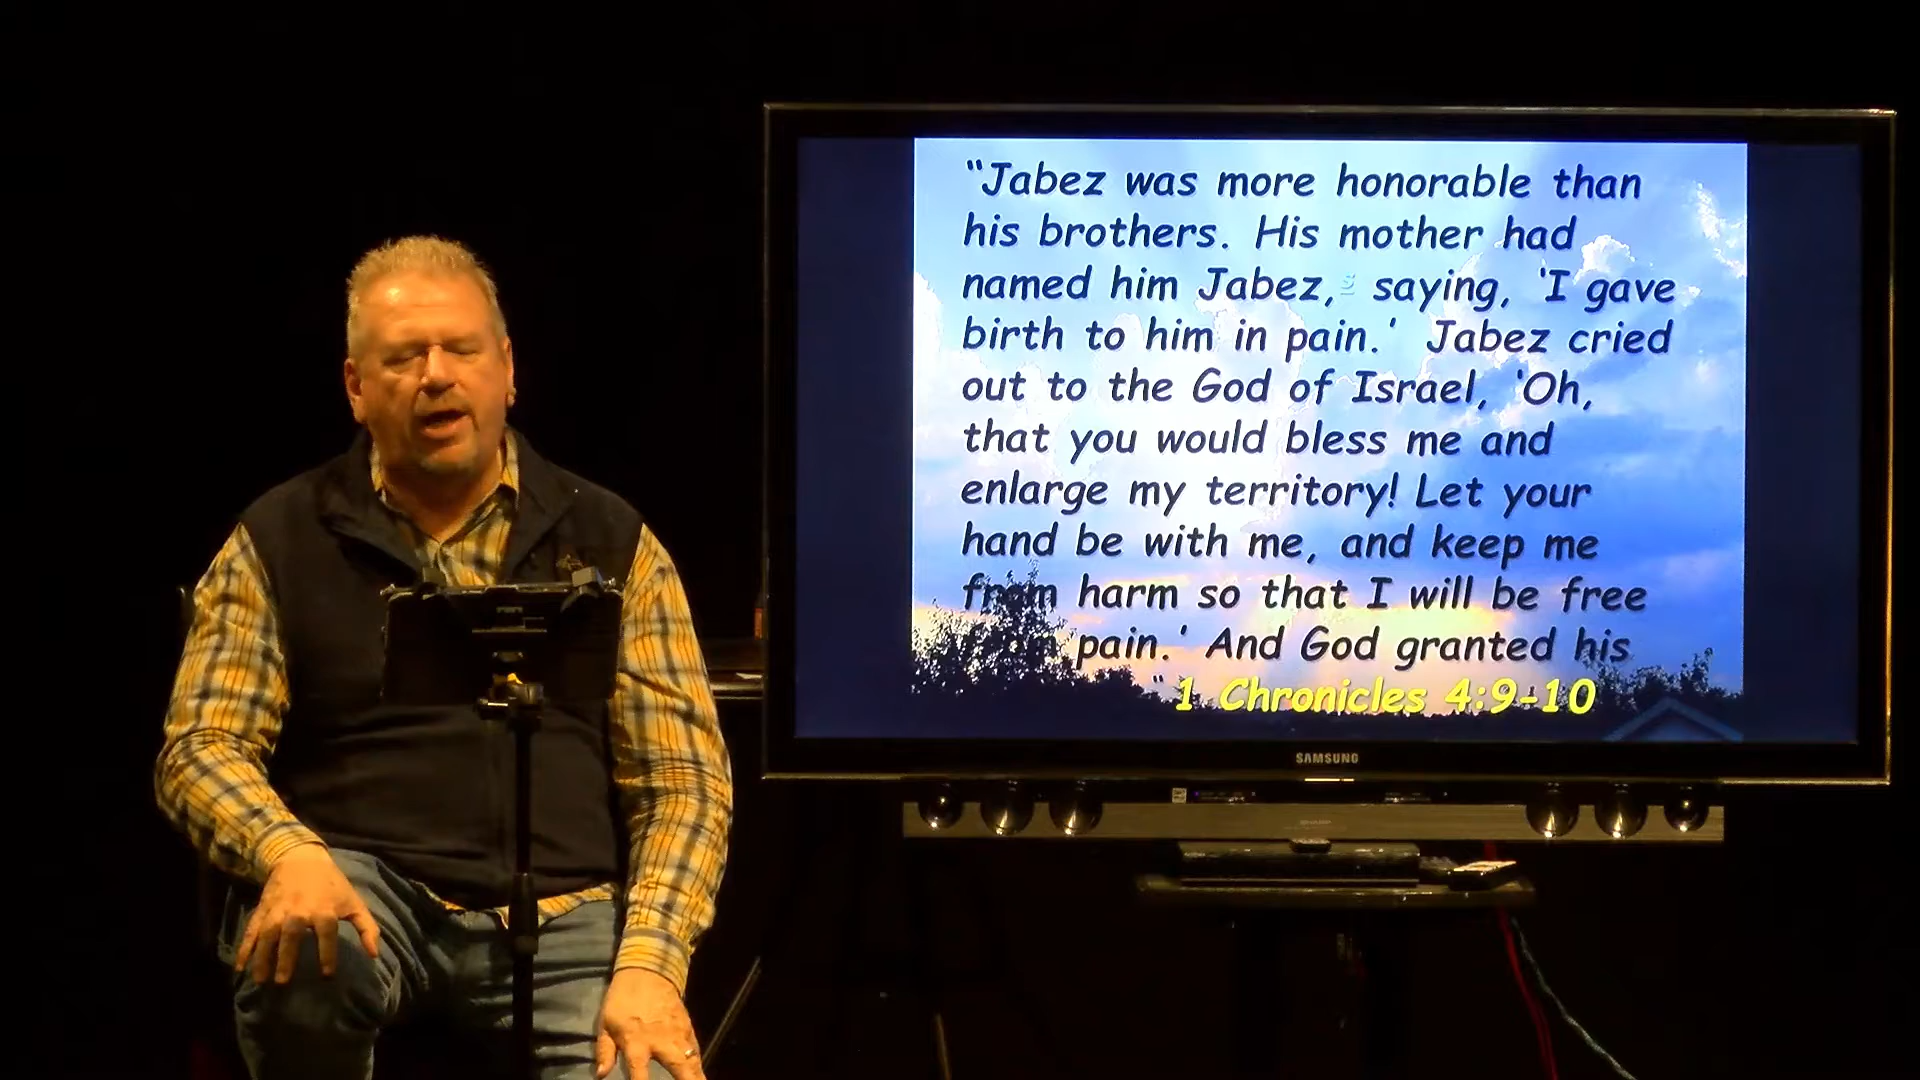 “Jabez was more honorable than
his brothers. His mother had
named him Jabez, saying, ‘I gave
birth to him in pain.’ Jabez cried
out to the God of Israel, ‘Oh,
that you would bless me and
enlarge my territory! Let your
hand be with me, and keep me
from harm so that I will be free
from pain.’ And God granted his
“1 Chronicles 4:9-10
SAMSUNG